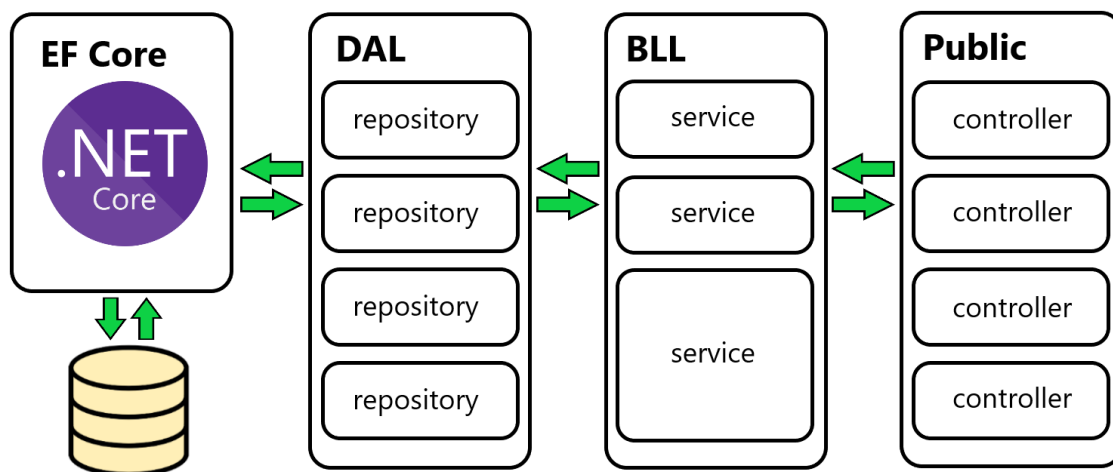 EF Core
.NET
Core
DAL
repository
repository
repository
repository
BLL
service
service
service
Public
controller
controller
controller
controller